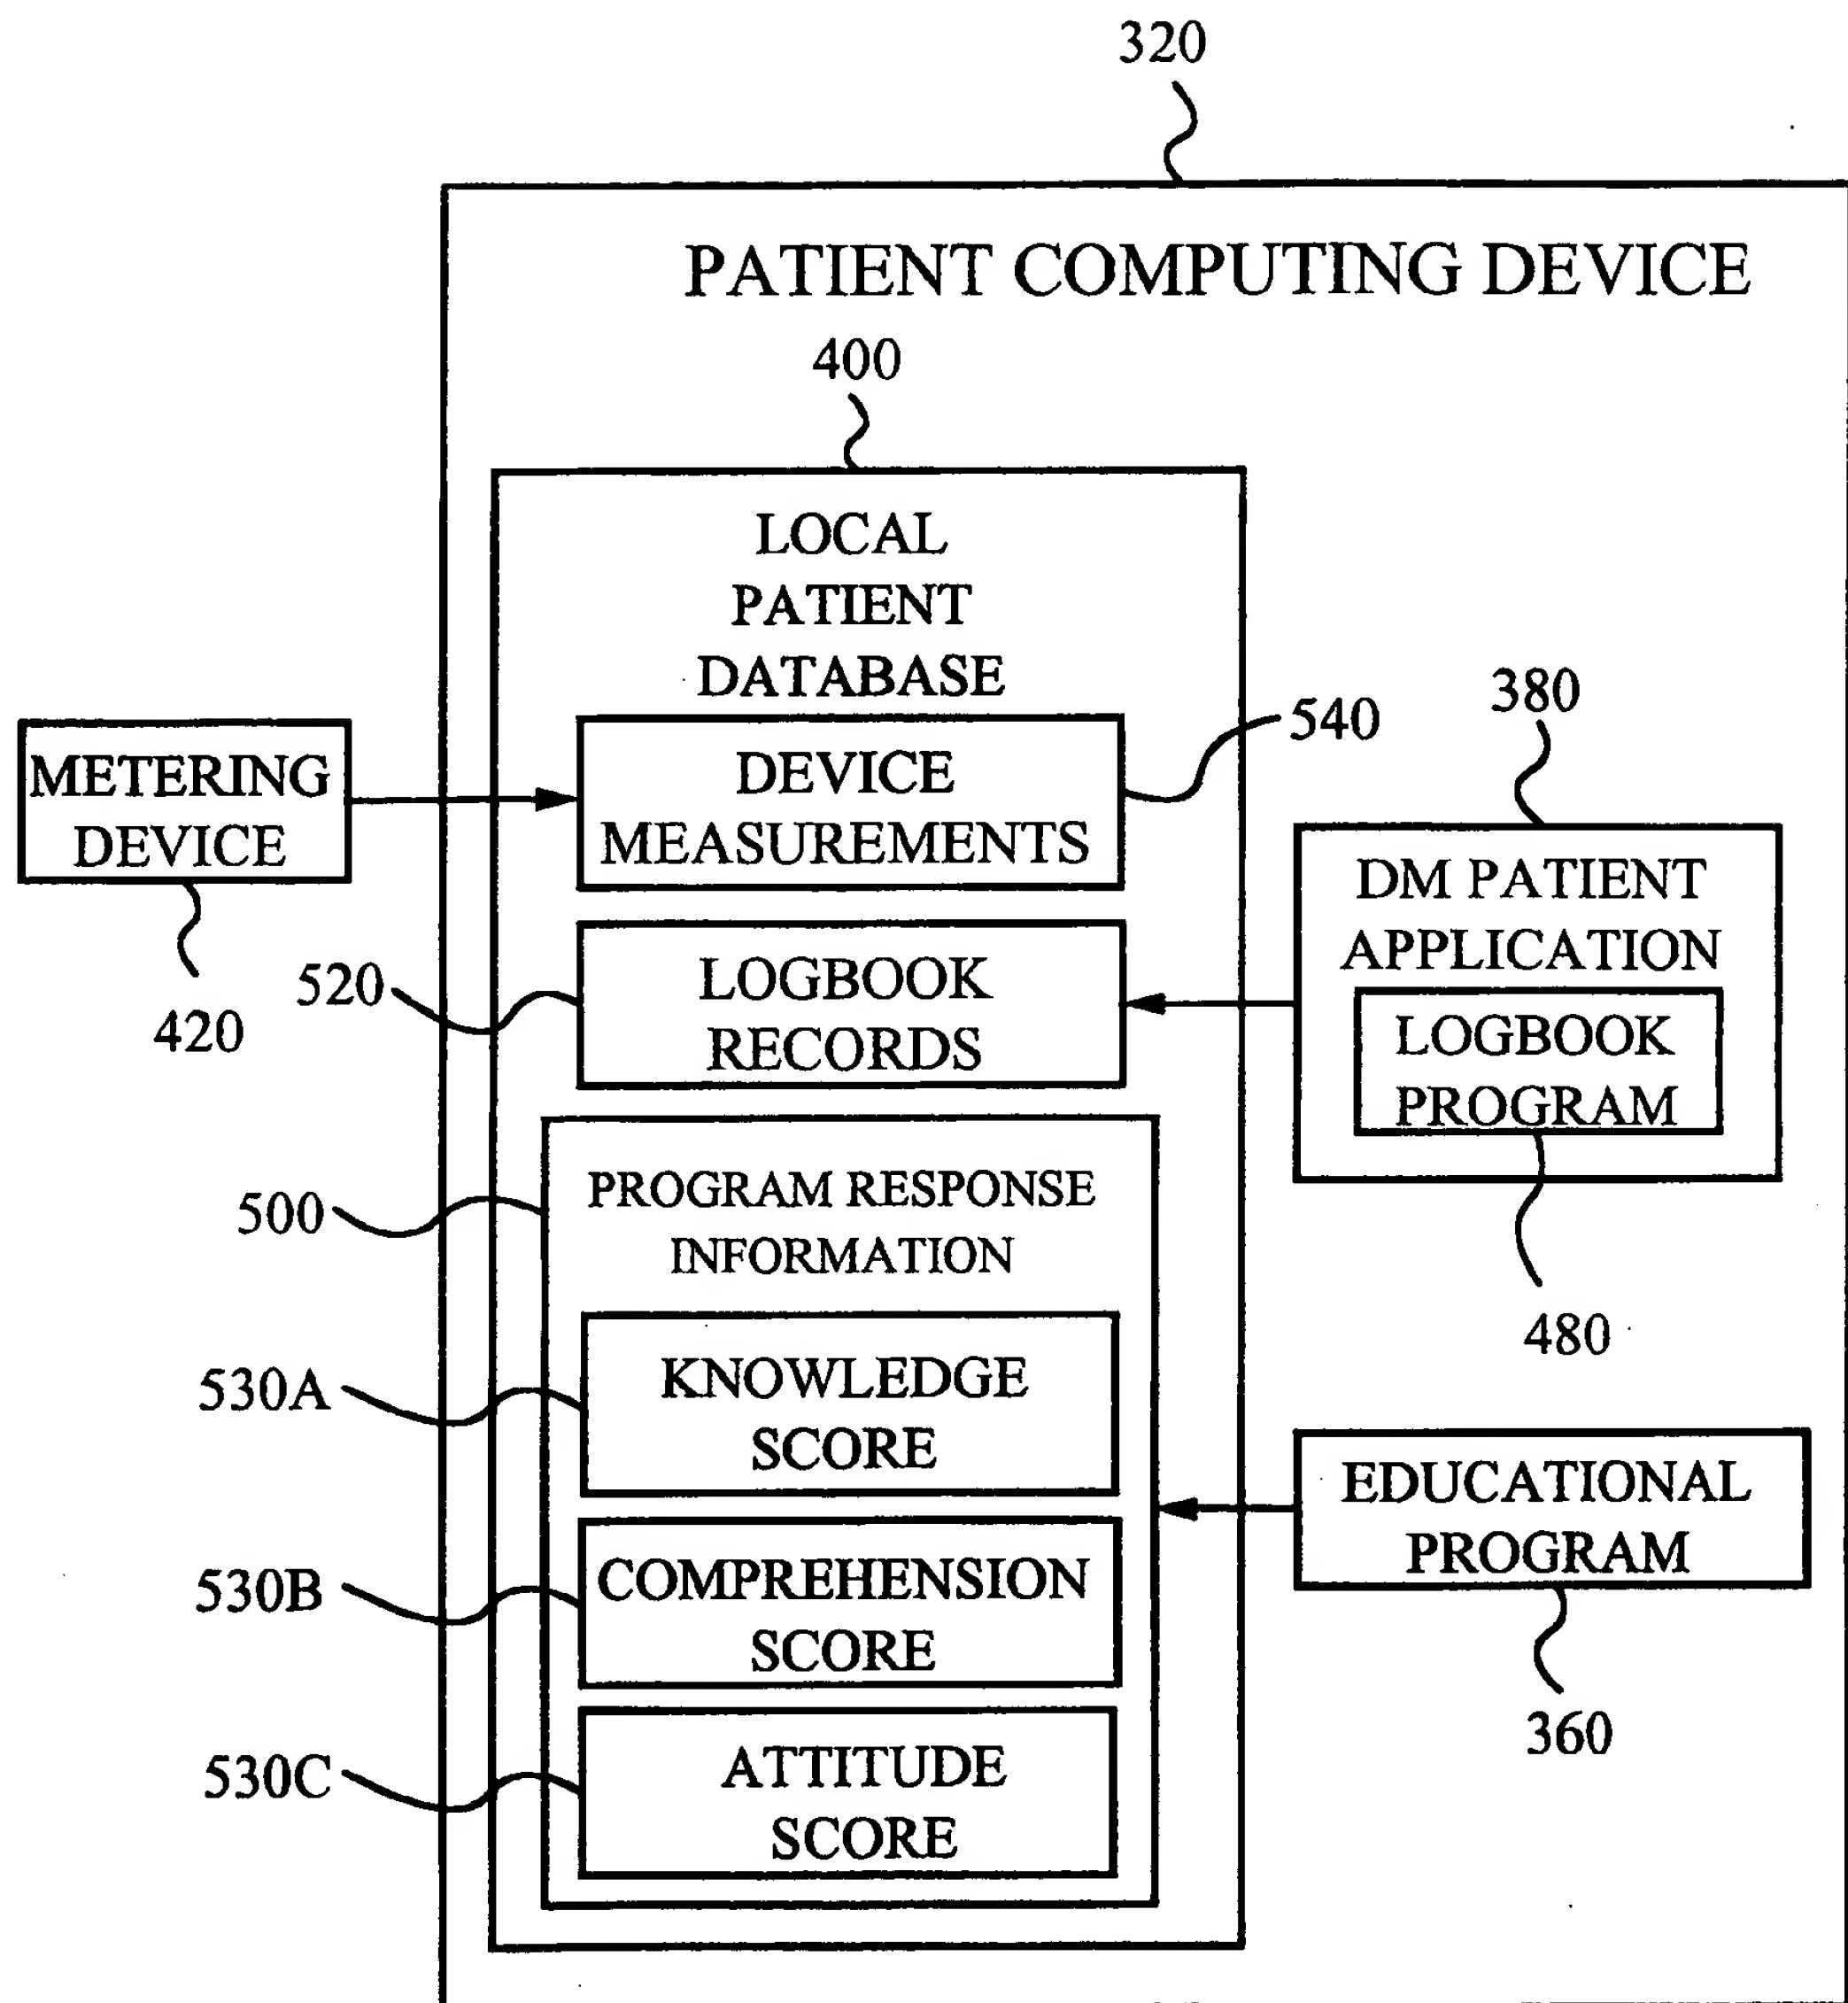 320
PATIENT COMPUTING DEVICE
400
LOCAL
PATIENT
DATABASE
METERING
DEVICE
420
DEVICE
MEASUREMENTS
540
380
DM PATIENT
APPLICATION
LOGBOOK
PROGRAM
480
520
LOGBOOK
RECORDS
500
PROGRAM RESPONSE
INFORMATION
530A
KNOWLEDGE
SCORE
EDUCATIONAL
PROGRAM
360
530B
COMPREHENSION
SCORE
530C
ATTITUDE
SCORE